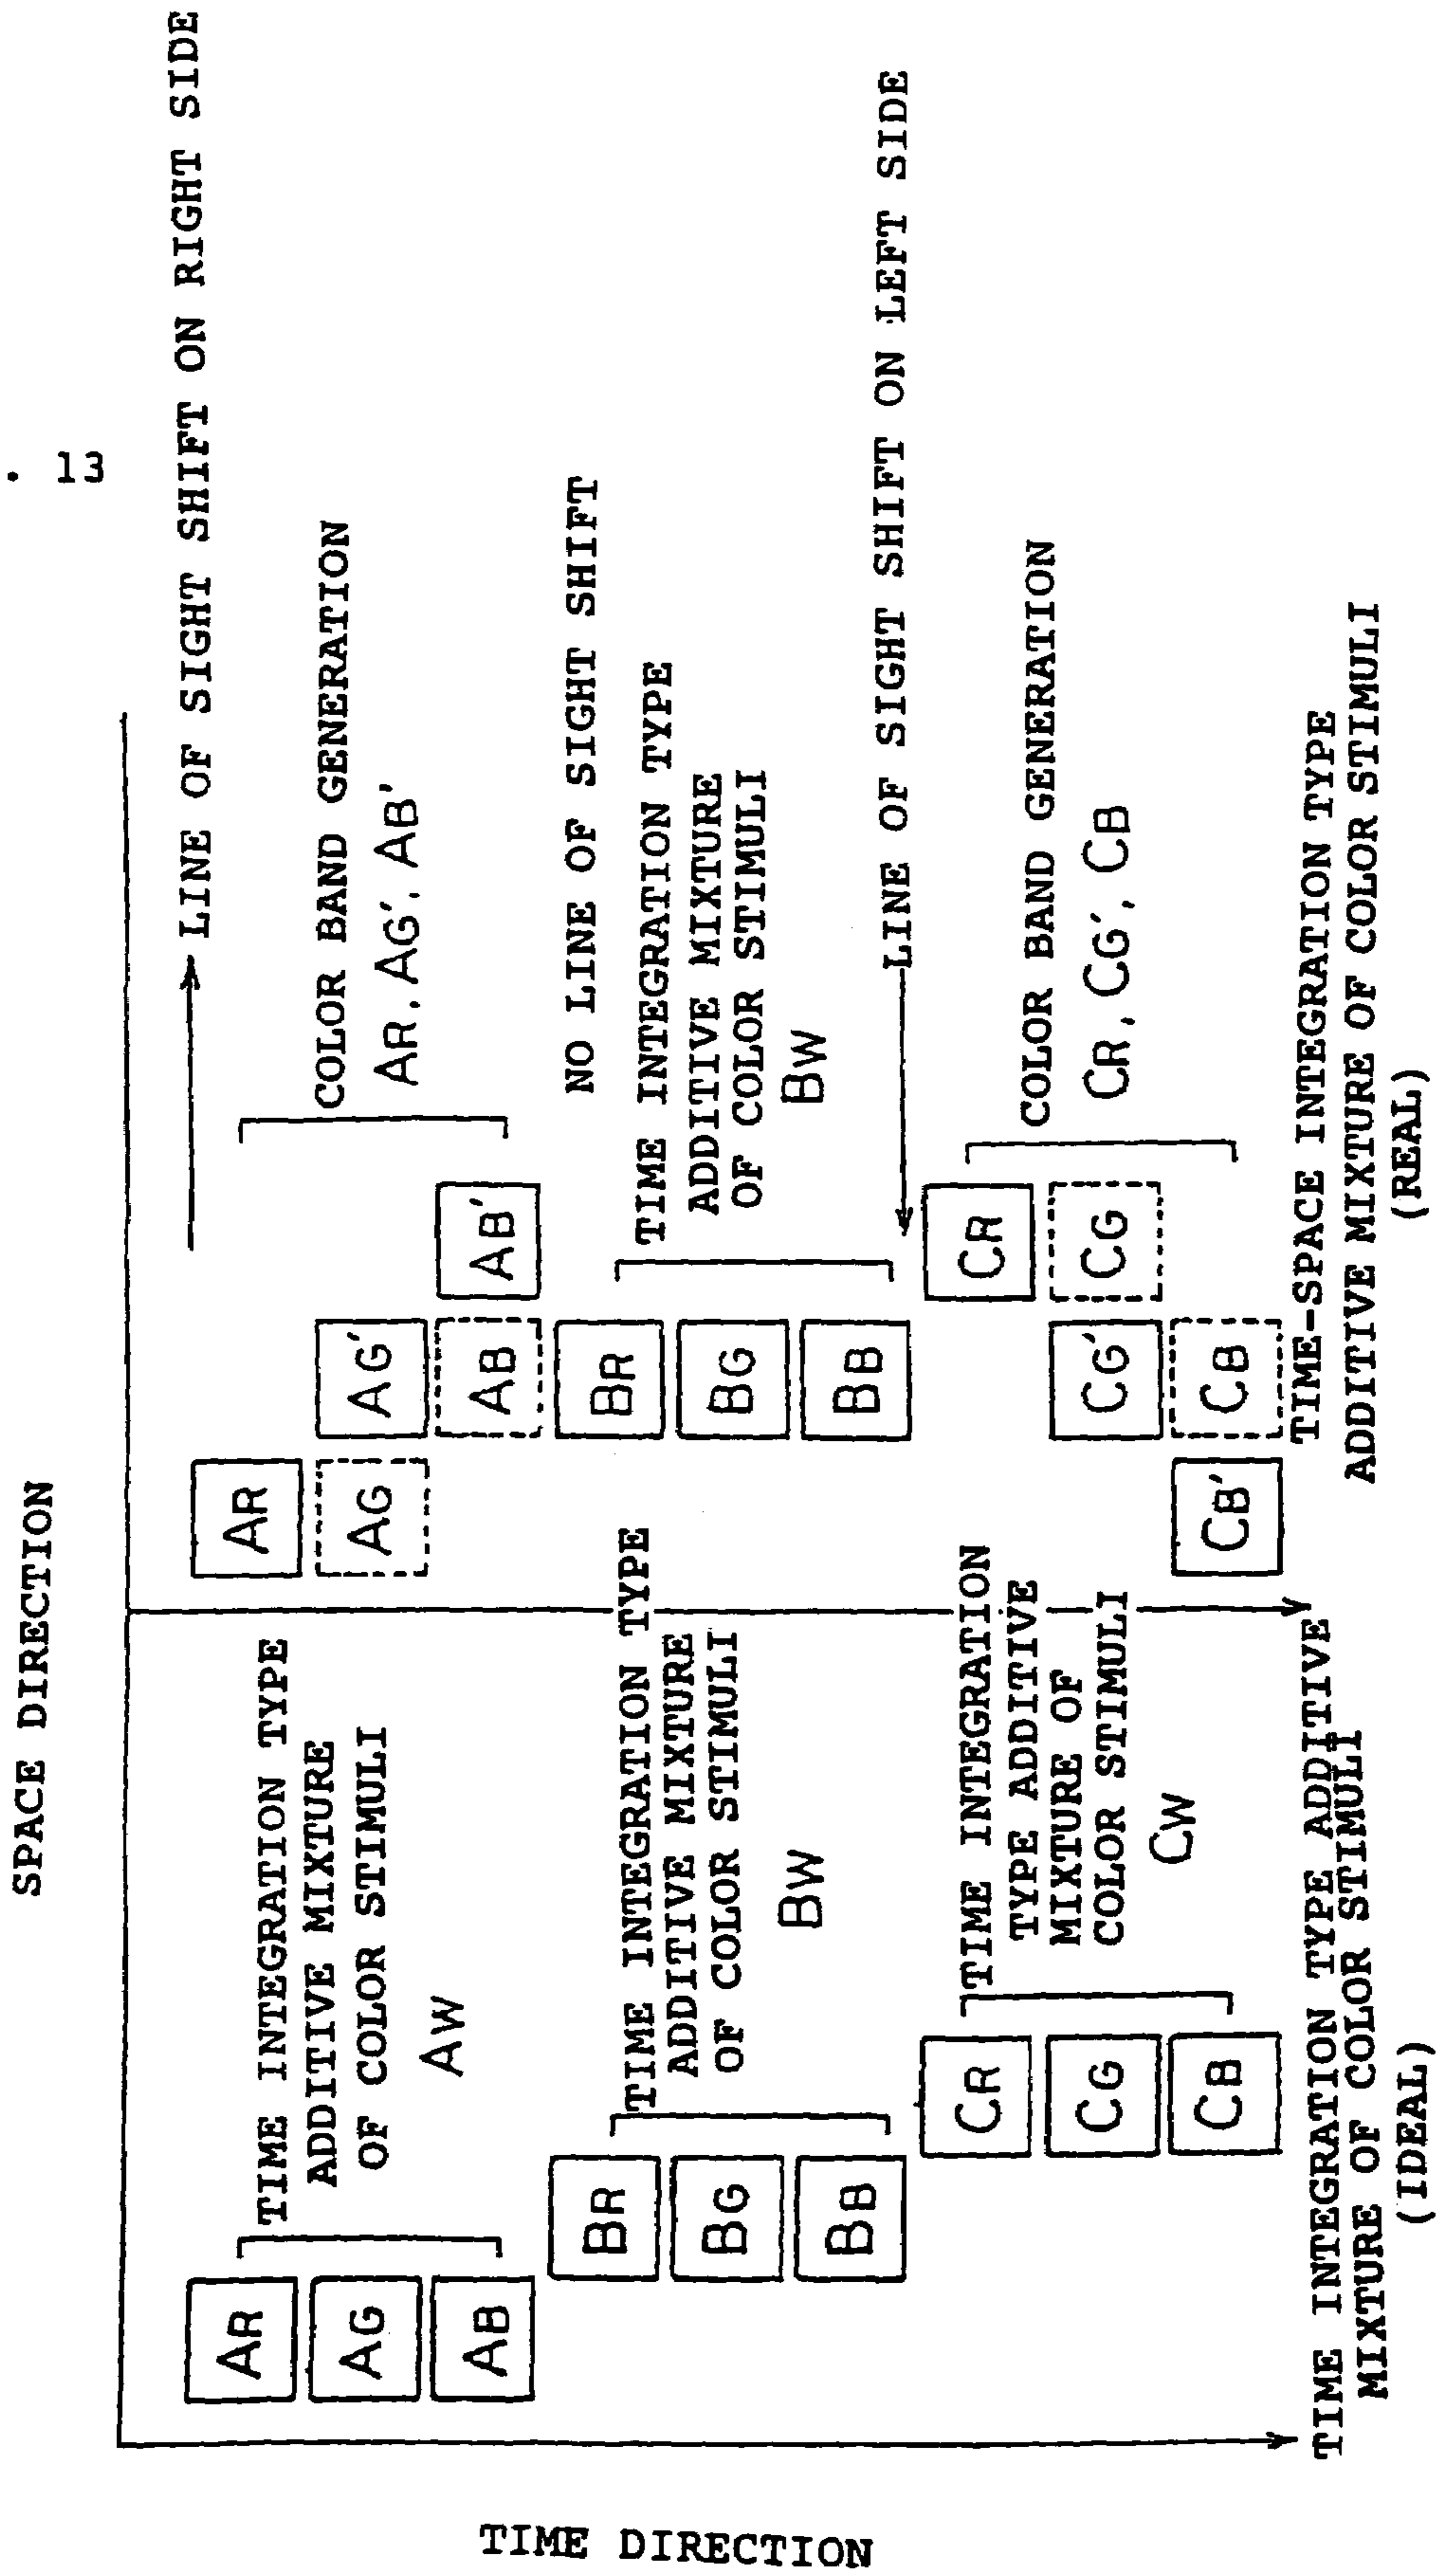 . 13
SPACE DIRECTION
TIME DIRECTION
AR
AG
AB
TIME INTEGRATION TYPE
ADDITIVE MIXTURE
OF COLOR STIMULI
AW
BR
BG
BB
TIME INTEGRATION TYPE
ADDITIVE MIXTURE
OF COLOR STIMULI
BW
CR
CG
CB
TIME INTEGRATION
TYPE ADDITIVE
MIXTURE OF
COLOR STIMULI
CW
TIME INTEGRATION TYPE ADDITIVE
MIXTURE OF COLOR STIMULI
(IDEAL)
LINE OF SIGHT SHIFT ON RIGHT SIDE
AR
AG AG'
AB AB'
COLOR BAND GENERATION
AR, AG', AB'
NO LINE OF SIGHT SHIFT
BR
BG
BB
TIME INTEGRATION TYPE
ADDITIVE MIXTURE
OF COLOR STIMULI
BW
LINE OF SIGHT SHIFT ON LEFT SIDE
CR
CG' CG
CB' CB
COLOR BAND GENERATION
CR, CG', CB
TIME-SPACE INTEGRATION TYPE
ADDITIVE MIXTURE OF COLOR STIMULI
(REAL)